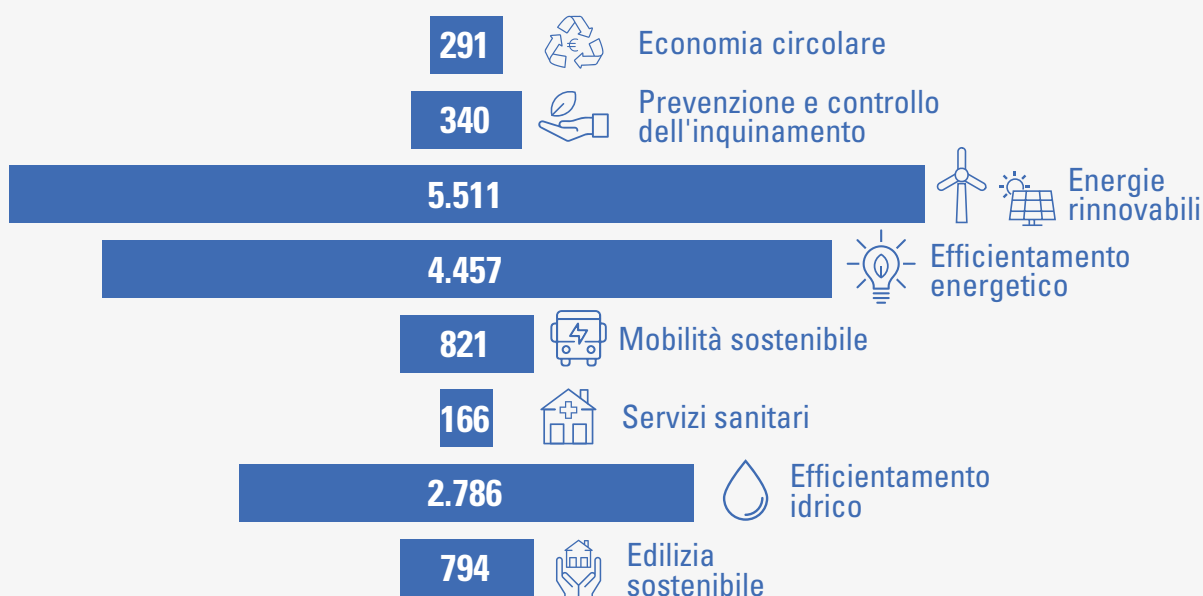 291
Economia circolare
340
Prevenzione e controllo
dell'inquinamento
5.511
Energie
rinnovabili
4.457
Efficientamento
energetico
821
Mobilità sostenibile
166
Servizi sanitari
2.786
Efficientamento
idrico
794
Edilizia
sostenibile